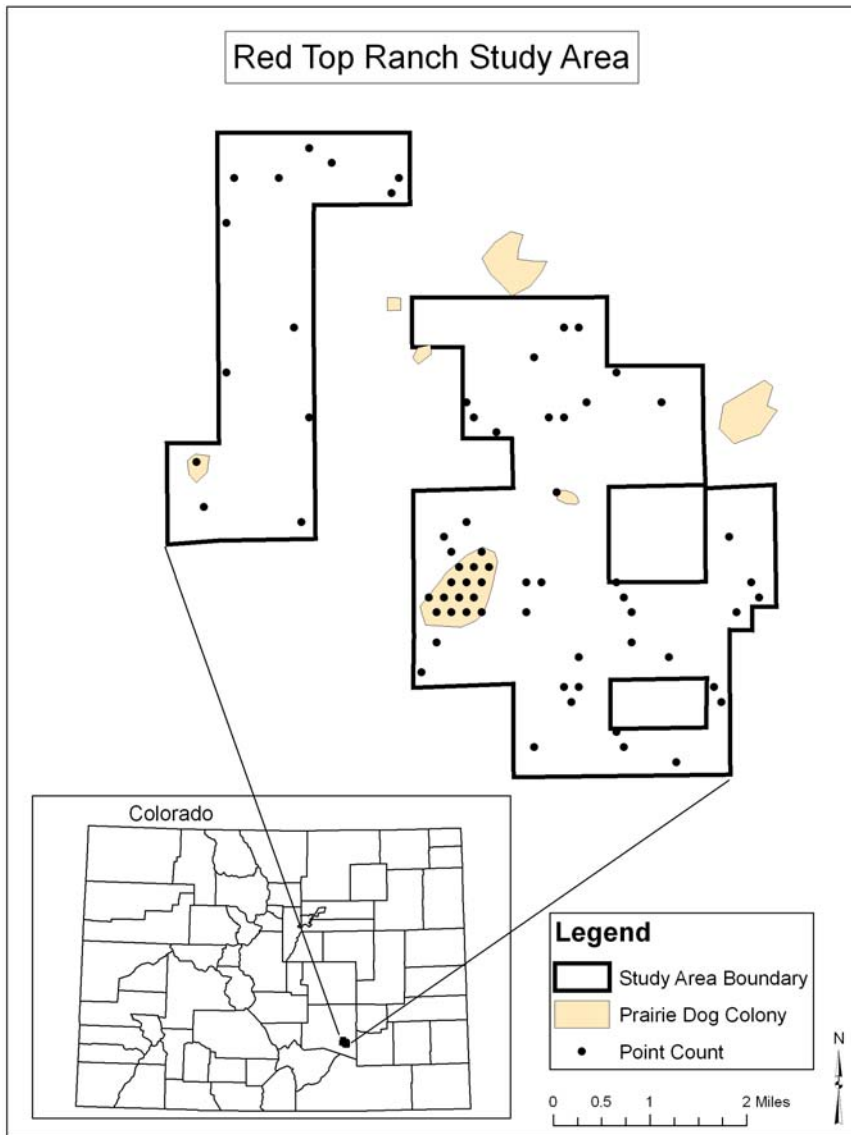 Red Top Ranch Study Area
Colorado
Legend
Study Area Boundary
Prairie Dog Colony
Point Count
N
0 0.5 1 2 Miles